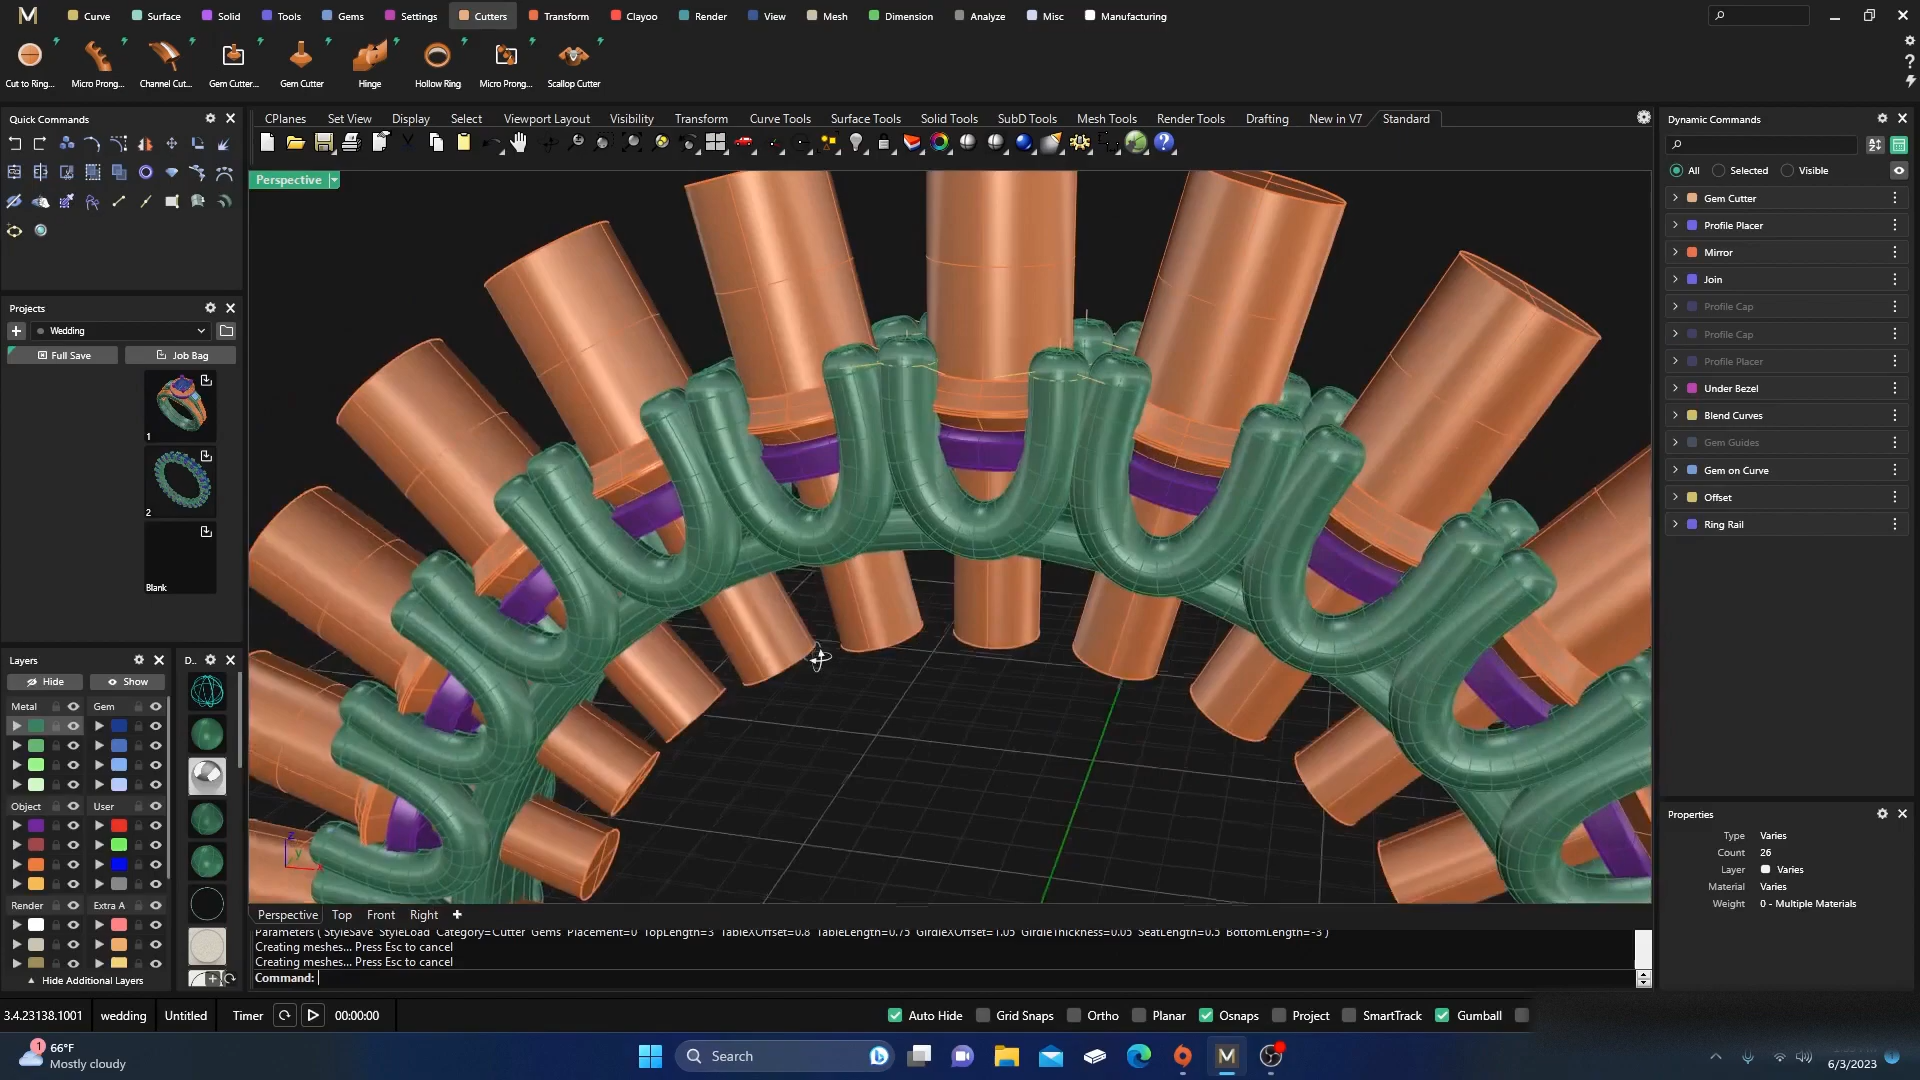 M Curve Surface Solid Tools Gems Settings Cutters Transform Clayoo Render View Mesh Dimension Analyze Misc Manufacturing
Cut to Ring... Micro Prong... Channel Cut... Gem Cutter... Gem Cutter Hinge Hollow Ring Micro Prong... Scallop Cutter
Quick Commands
CPlanes Set View Display Select Viewport Layout Visibility Transform Curve Tools Surface Tools Solid Tools SubD Tools Mesh Tools Render Tools Drafting New in V7 Standard
Perspective
Projects
Wedding
Full Save Job Bag
1
2
Blank
Layers D..
Hide Show
Metal Gem
Object User
Render Extra A
Hide Additional Layers
z
y
Dynamic Commands
All Selected Visible
Gem Cutter
Profile Placer
Mirror
Join
Profile Cap
Profile Cap
Profile Placer
Under Bezel
Blend Curves
Gem Guides
Gem on Curve
Offset
Ring Rail
Properties
Type Varies
Count 26
Layer Varies
Material Varies
Weight 0 - Multiple Materials
Perspective Top Front Right
Parameters ( StyleSave StyleLoad Category=Cutter Gems Placement=0 TopLength=3 TableXOffset=0.8 TableLength=0.75 GirdleXOffset=1.05 GirdleThickness=0.05 SeatLength=0.5 BottomLength=-3 )
Creating meshes... Press Esc to cancel
Creating meshes... Press Esc to cancel
Command:
3.4.23138.1001 wedding Untitled Timer 00:00:00 Auto Hide Grid Snaps Ortho Planar Osnaps Project SmartTrack Gumball
1
66°F
Mostly cloudy
Search
M
6/3/2023